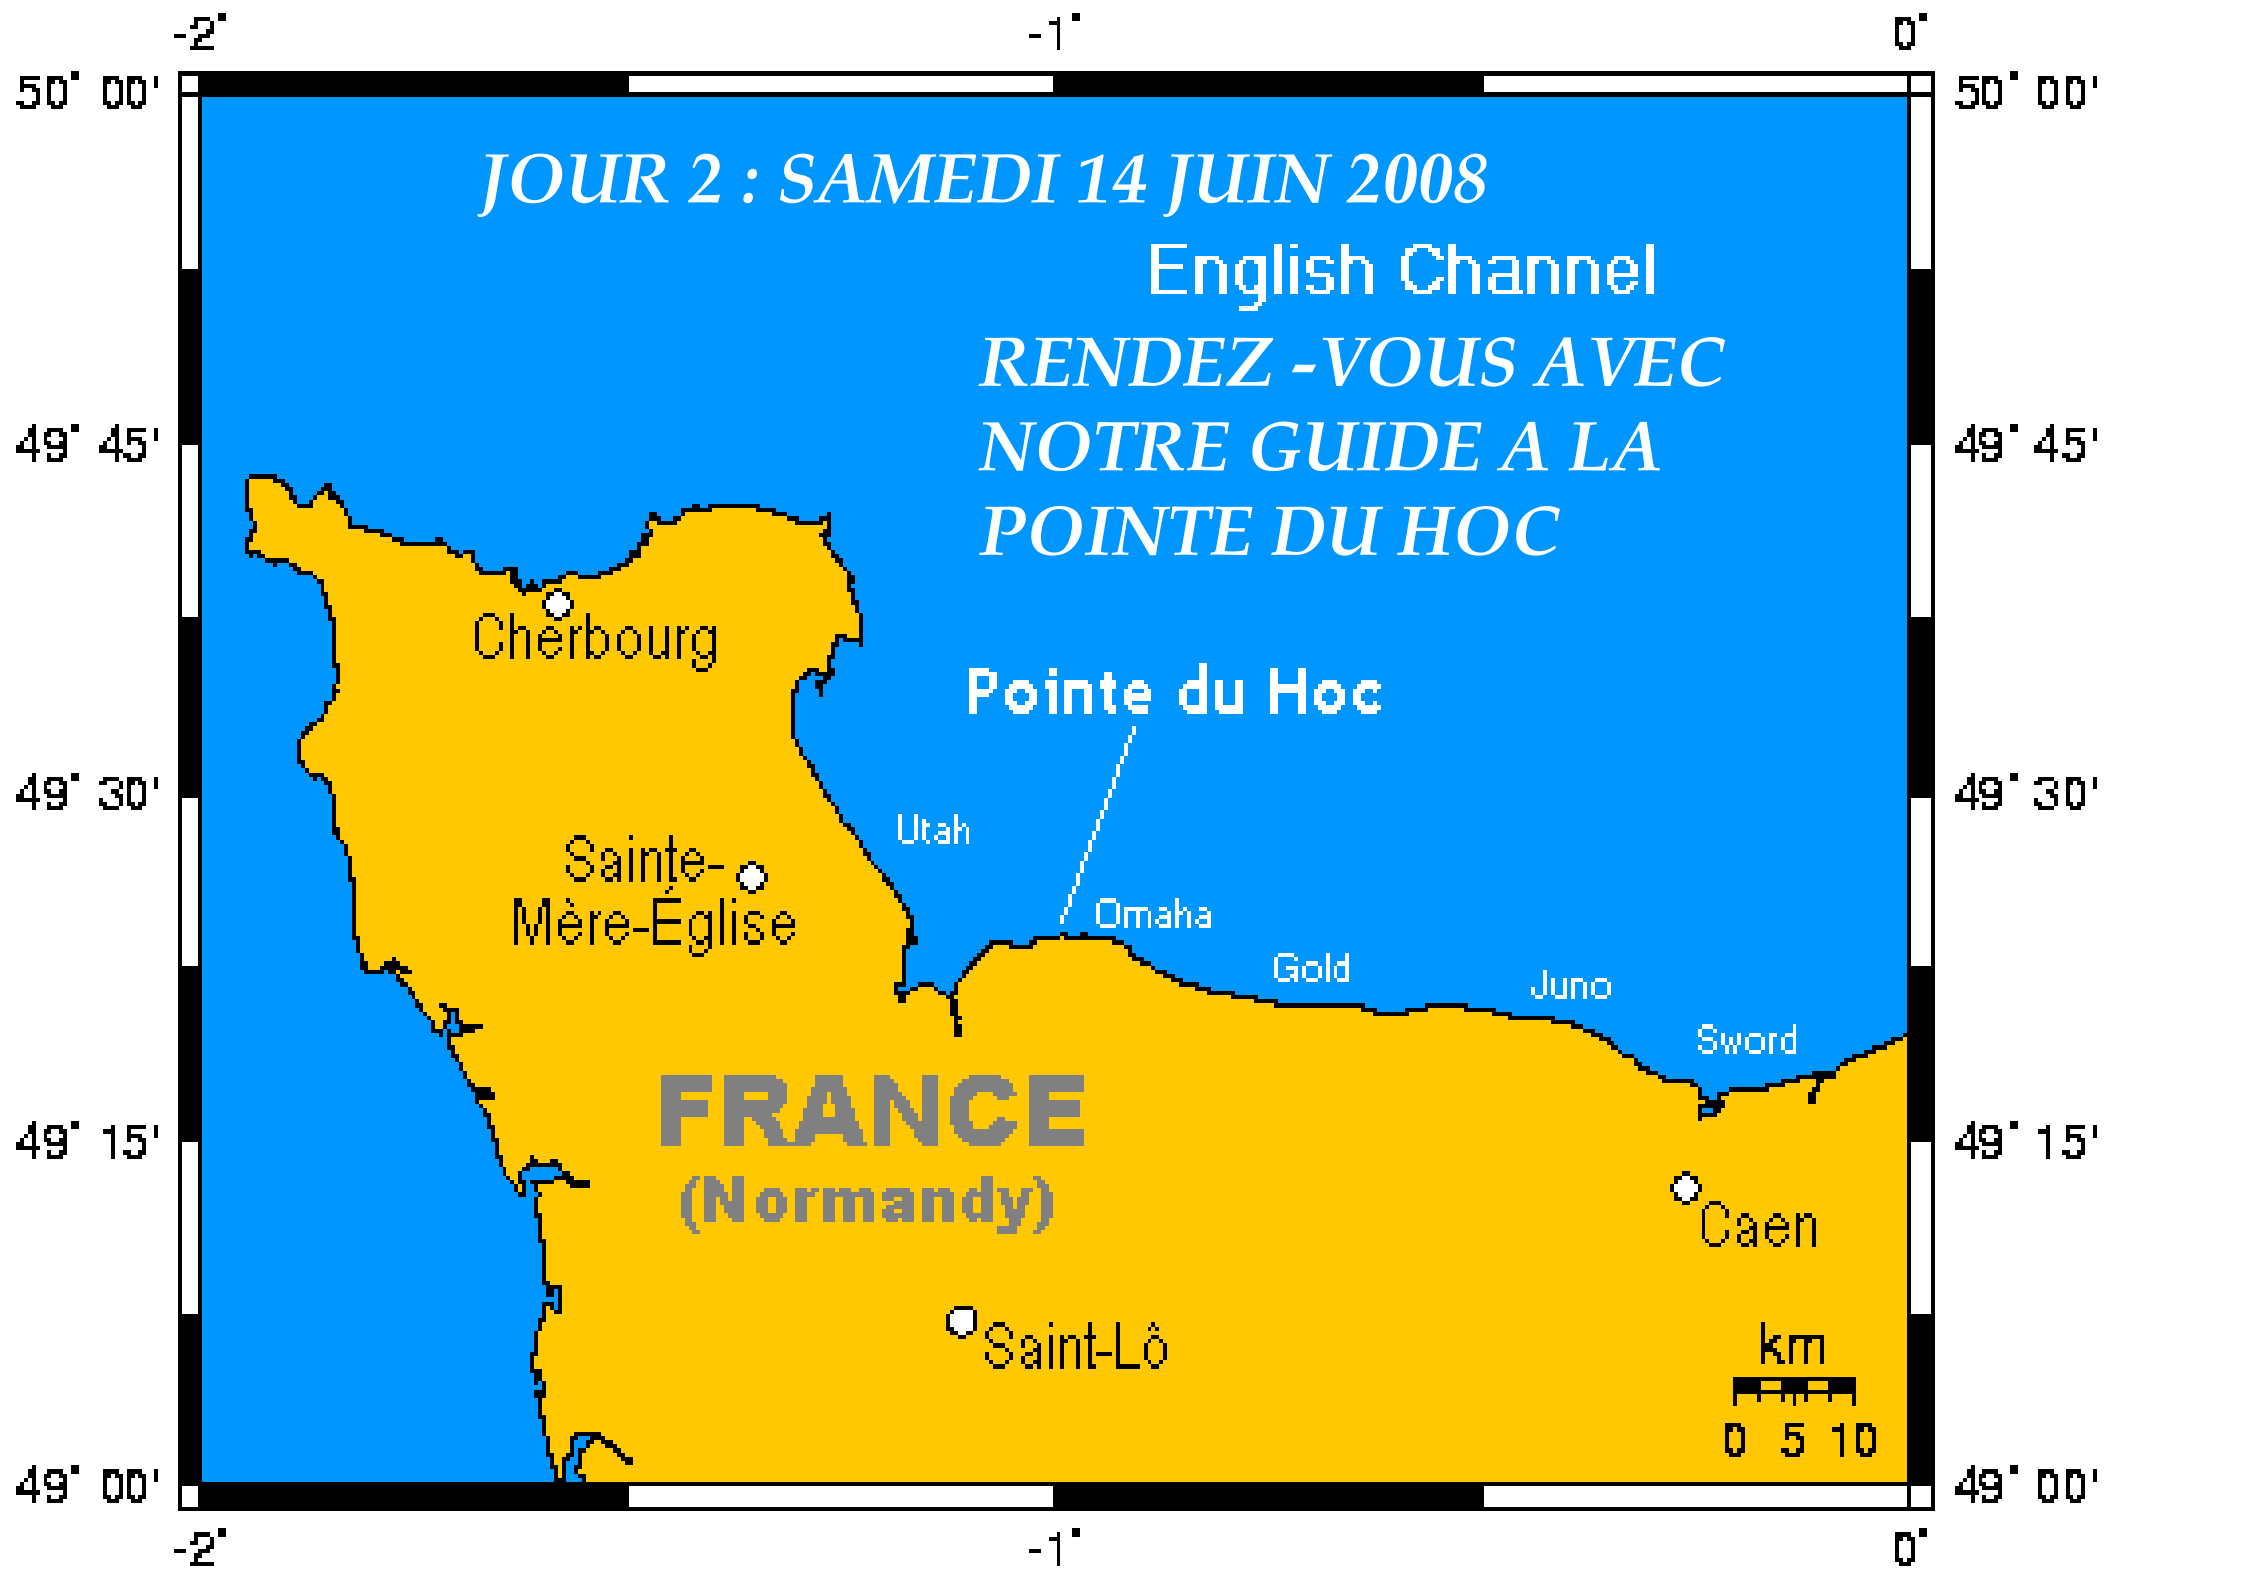 -2° -1° 0°
50° 00' 50° 00'
JOUR 2 : SAMEDI 14 JUIN 2008
English Channel
RENDEZ -VOUS AVEC
NOTRE GUIDE A LA
POINTE DU HOC
49° 45' 49° 45'
Cherbourg
Pointe du Hoc
49° 30' 49° 30'
Utah
Sainte-
Mère-Église
Omaha
Gold
Juno
Sword
FRANCE
(Normandy)
49° 15' 49° 15'
Caen
Saint-Lô
km
0 5 10
49° 00' 49° 00'
-2° -1° 0°